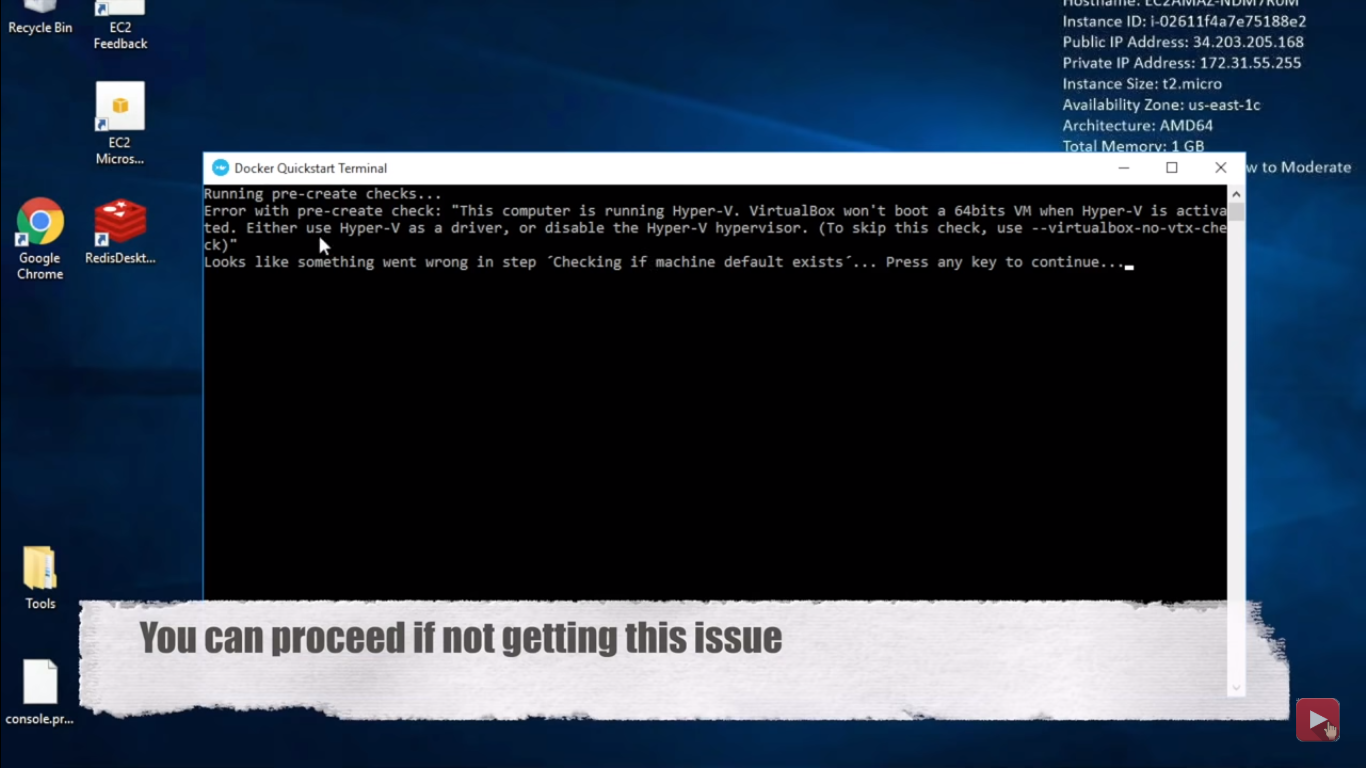 Recycle Bin
EC2
Feedback
EC2
Micros...
Google
Chrome
RedisDeskt...
Tools
console.pr...
Hostname: EC2AMAZ-NDM7R0M
Instance ID: i-02611f4a7e75188e2
Public IP Address: 34.203.205.168
Private IP Address: 172.31.55.255
Instance Size: t2.micro
Availability Zone: us-east-1c
Architecture: AMD64
Total Memory: 1 GB
w to Moderate
Docker Quickstart Terminal
Running pre-create checks...
Error with pre-create check: "This computer is running Hyper-V. VirtualBox won't boot a 64bits VM when Hyper-V is activa
ted. Either use Hyper-V as a driver, or disable the Hyper-V hypervisor. (To skip this check, use --virtualbox-no-vtx-che
ck)"
Looks like something went wrong in step ´Checking if machine default exists´... Press any key to continue...
You can proceed if not getting this issue